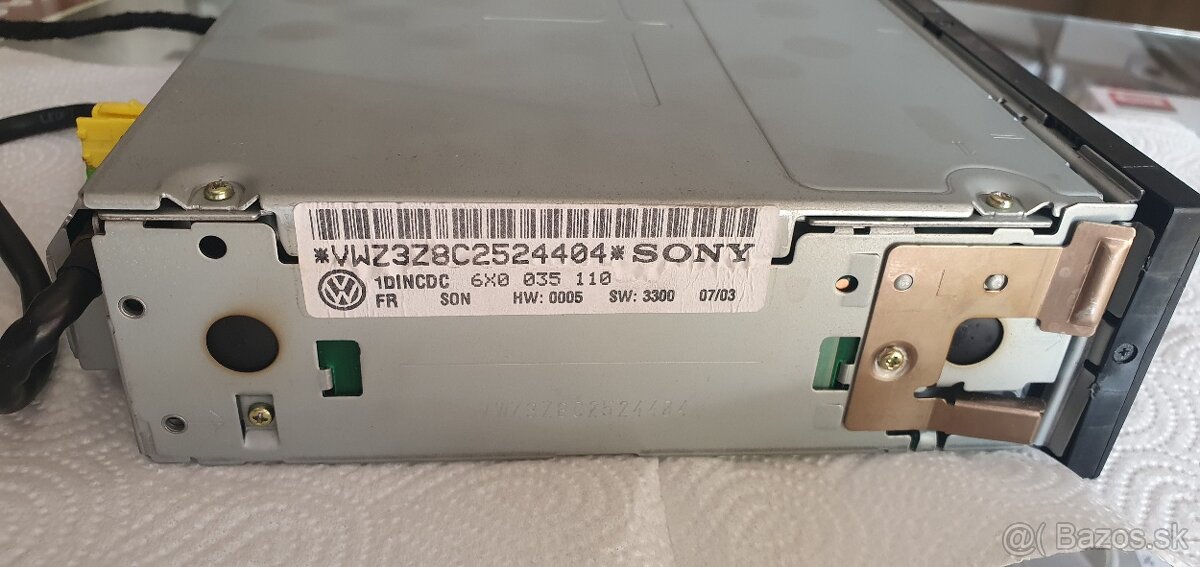 *VWZ3Z8C2524404* SONY
1DINCDC 6X0 035 110
FR SON HW: 0005 SW: 3300 07/03
VWZ3Z8C2524404
@( Bazos.sk